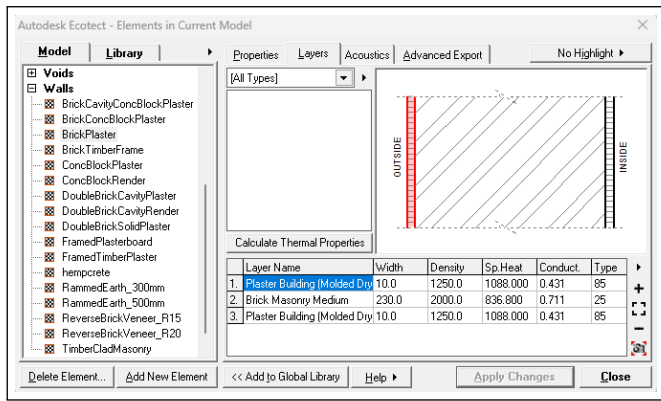 Autodesk Ecotect - Elements in Current Model
Model Library
Properties Layers Acoustics Advanced Export No Highlight
Voids
Walls
BrickCavityConcBlockPlaster
BrickConcBlockPlaster
BrickPlaster
BrickTimberFrame
ConcBlockPlaster
ConcBlockRender
DoubleBrickCavityPlaster
DoubleBrickCavityRender
DoubleBrickSolidPlaster
FramedPlasterboard
FramedTimberPlaster
hempcrete
RammedEarth_300mm
RammedEarth_500mm
ReverseBrickVeneer_R15
ReverseBrickVeneer_R20
TimberCladMasonry
[All Types]
Calculate Thermal Properties
OUTSIDE
INSIDE
Layer Name Width Density Sp.Heat Conduct. Type
1. Plaster Building (Molded Dry 10.0 1250.0 1088.000 0.431 85
2. Brick Masonry Medium 230.0 2000.0 836.800 0.711 25
3. Plaster Building (Molded Dry 10.0 1250.0 1088.000 0.431 85
Delete Element... Add New Element << Add to Global Library Help Apply Changes Close